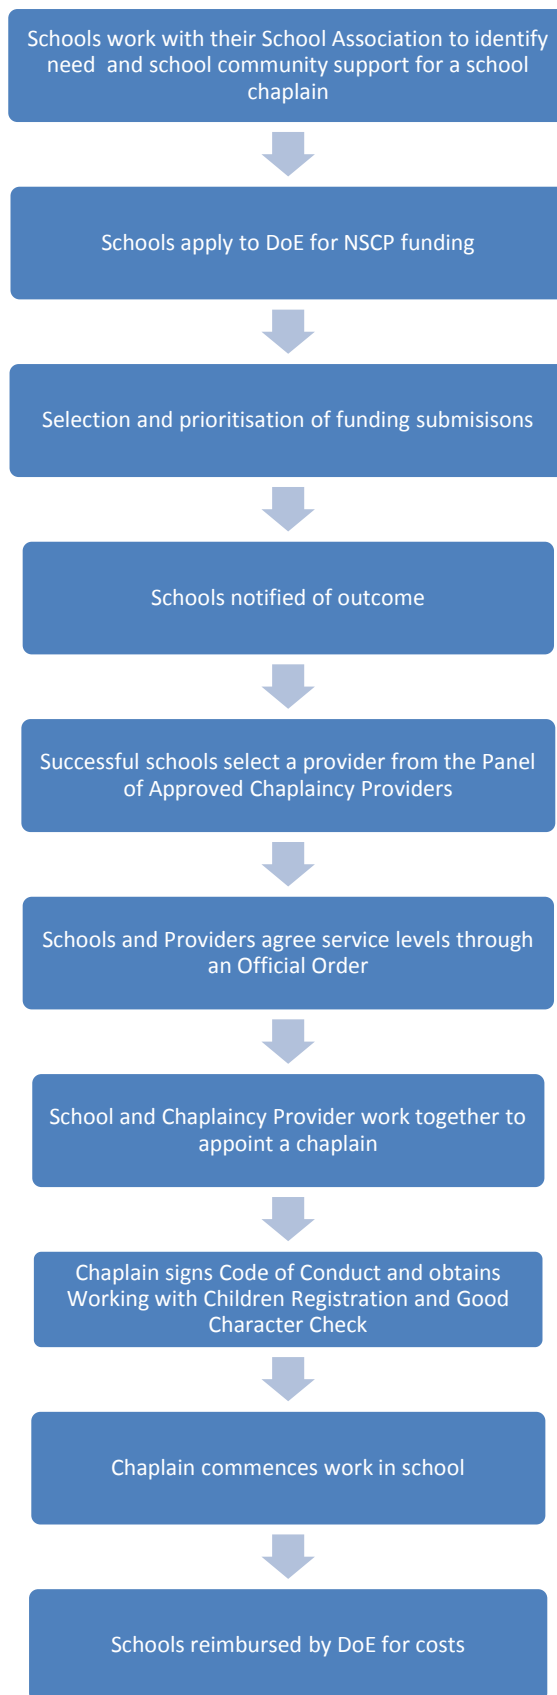 Schools work with their School Association to identify
need  and school community support for a school
chaplain
Schools apply to DoE for NSCP funding
Selection and prioritisation of funding submisisons
Schools notified of outcome
Successful schools select a provider from the Panel
of Approved Chaplaincy Providers
Schools and Providers agree service levels through
an Official Order
School and Chaplaincy Provider work together to
appoint a chaplain
Chaplain signs Code of Conduct and obtains
Working with Children Registration and Good
Character Check
Chaplain commences work in school
Schools reimbursed by DoE for costs